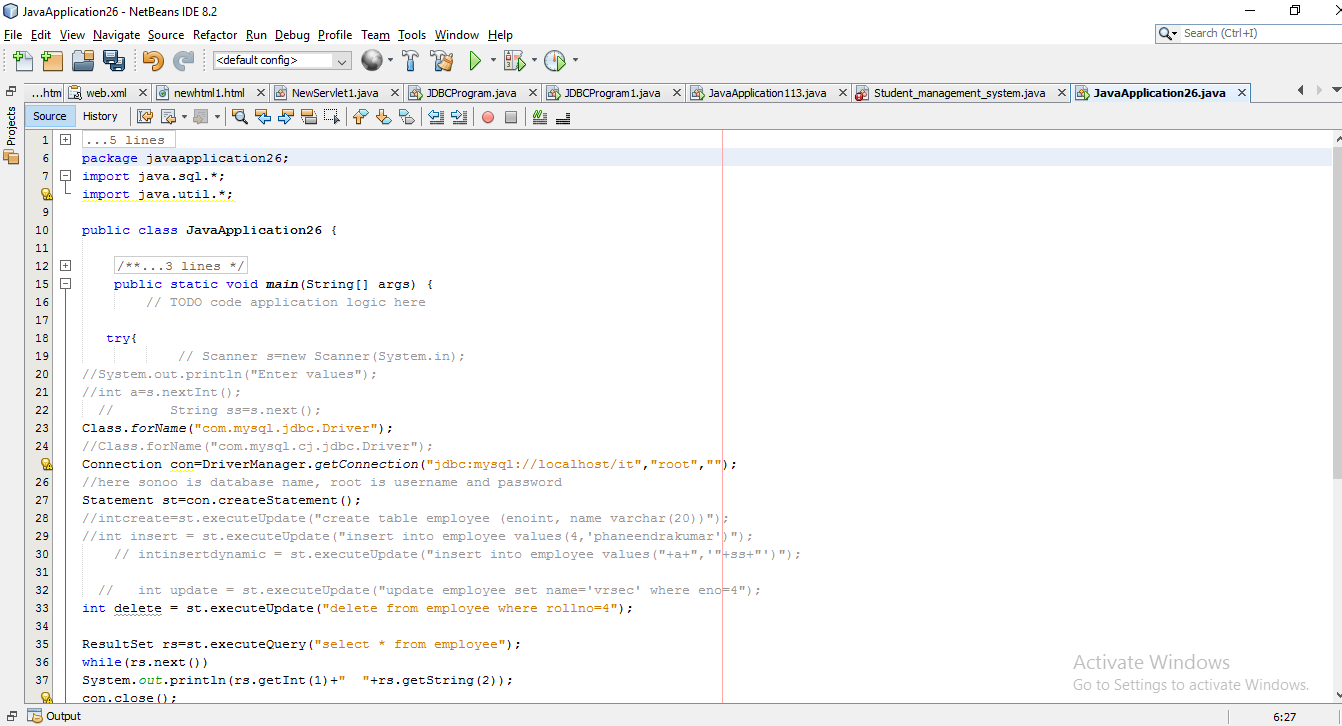 JavaApplication26 - NetBeans IDE 8.2
File Edit View Navigate Source Refactor Run Debug Profile Team Tools Window Help
Search (Ctrl+I)
<default config>
...htm web.xml newhtml1.html NewServlet1.java JDBCProgram.java JDBCProgram1.java JavaApplication113.java Student_management_system.java JavaApplication26.java
Projects
Source History
1 ...5 lines
6 package javaapplication26;
7 import java.sql.*;
import java.util.*;
9
10 public class JavaApplication26 {
11
12 /**...3 lines */
15 public static void main(String[] args) {
16 // TODO code application logic here
17
18 try{
19 // Scanner s=new Scanner(System.in);
20 //System.out.println("Enter values");
21 //int a=s.nextInt();
22 // String ss=s.next();
23 Class.forName("com.mysql.jdbc.Driver");
24 //Class.forName("com.mysql.cj.jdbc.Driver");
Connection con=DriverManager.getConnection("jdbc:mysql://localhost/it","root","");
26 //here sonoo is database name, root is username and password
27 Statement st=con.createStatement();
28 //intcreate=st.executeUpdate("create table employee (enoint, name varchar(20))");
29 //int insert = st.executeUpdate("insert into employee values(4,'phaneendrakumar')");
30 // intinsertdynamic = st.executeUpdate("insert into employee values("+a+",'"+ss+"')");
31
32 // int update = st.executeUpdate("update employee set name='vrsec' where eno=4");
33 int delete = st.executeUpdate("delete from employee where rollno=4");
34
35 ResultSet rs=st.executeQuery("select * from employee");
36 while(rs.next())
37 System.out.println(rs.getInt(1)+" "+rs.getString(2));
con.close();
Activate Windows
Go to Settings to activate Windows.
Output
6:27